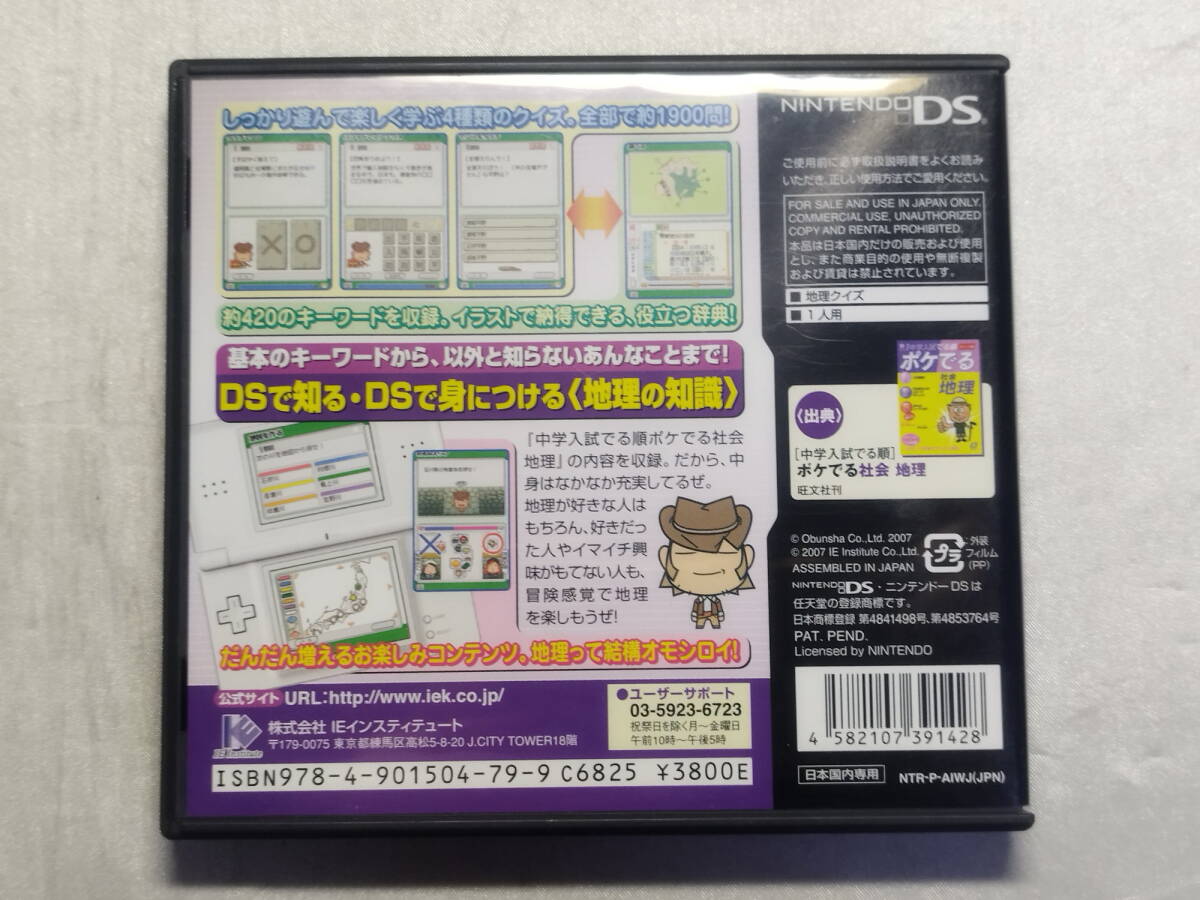 しっかり遊んで楽しく学ぶ4種類のクイズ。全部で約1900問!
約420のキーワードを収録。イラストで納得できる、役立つ辞典!
基本のキーワードから、以外と知らないあんなことまで!
DSで知る・DSで身につける〈地理の知識〉
『中学入試でる順ポケでる社会
地理』の内容を収録。だから、中
身はなかなか充実してるぜ。
地理が好きな人は
もちろん、好きだっ
た人やイマイチ興
味がもてない人も、
冒険感覚で地理
を楽しもうぜ!
だんだん増えるお楽しみコンテンツ。地理って結構オモシロイ!
公式サイト URL:http://www.iek.co.jp/
IE Institute
株式会社 IEインスティテュート
〒179-0075 東京都練馬区高松5-8-20 J.CITY TOWER18階
●ユーザーサポート
03-5923-6723
祝祭日を除く月〜金曜日
午前10時〜午後5時
ISBN978-4-901504-79-9 C6825 ¥3800E
NINTENDO DS
ご使用前に必ず取扱説明書をよくお読み
いただき、正しい使用方法でご愛用ください。
FOR SALE AND USE IN JAPAN ONLY.
COMMERCIAL USE, UNAUTHORIZED
COPY AND RENTAL PROHIBITED.
本品は日本国内だけの販売および使用
とし、また商業目的の使用や無断複製
および賃貸は禁止されています。
■ 地理クイズ
■ 1人用
ポケでる
社会
地理
〈出典〉
[中学入試でる順]
ポケでる社会 地理
旺文社刊
© Obunsha Co., Ltd. 2007
© 2007 IE Institute Co., Ltd.
ASSEMBLED IN JAPAN
プラ
:外装
フィルム
(PP)
NINTENDO DS・ニンテンドーDSは
任天堂の登録商標です。
日本商標登録 第4841498号、第4853764号
PAT. PEND.
Licensed by NINTENDO
4 582107 391428
日本国内専用
NTR-P-AIWJ(JPN)